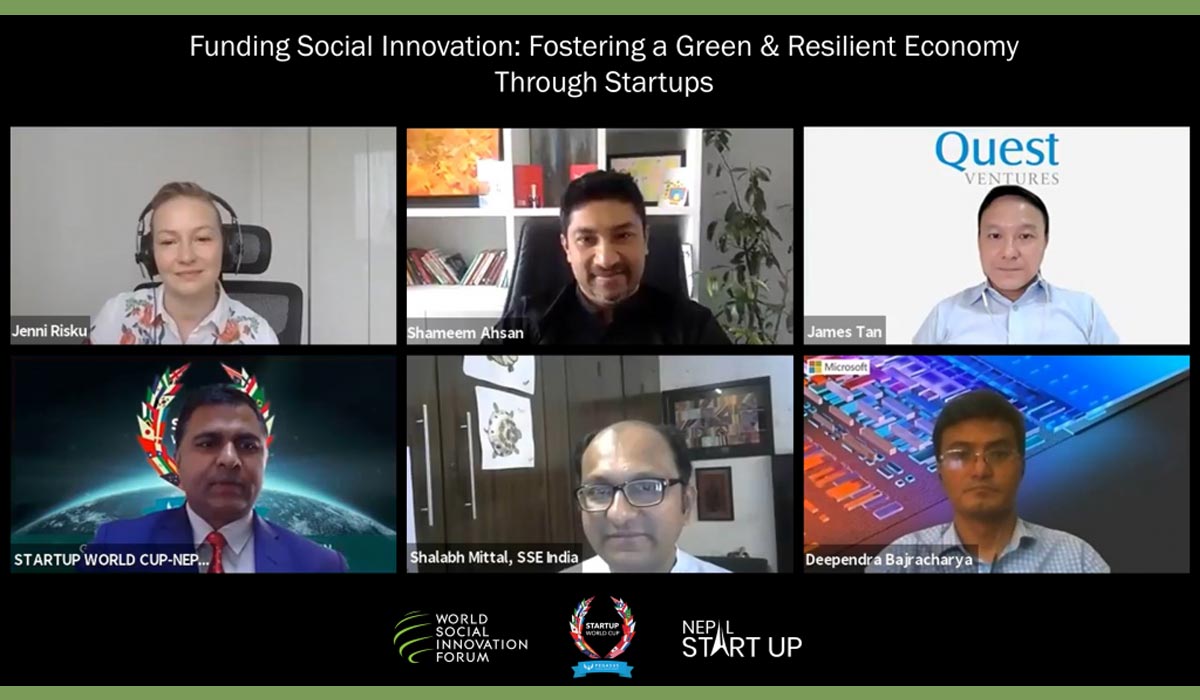 Funding Social Innovation: Fostering a Green & Resilient Economy
Through Startups
Quest
VENTURES
Jenni Risku
Shameem Ahsan
James Tan
Microsoft
STARTUP WORLD CUP-NEP...
Shalabh Mittal, SSE India
Deependra Bajracharya
WORLD
SOCIAL
INNOVATION
FORUM
STARTUP
WORLD CUP
PEGASUS
NEPAL
START UP